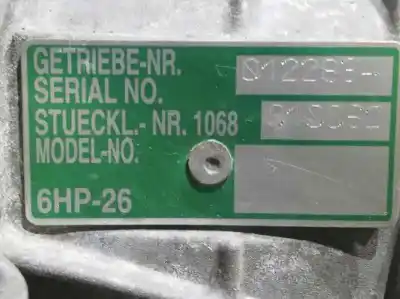 GETRIEBE-NR.
SERIAL NO.
STUECKL.- NR. 1068
MODEL-NO.
6HP-26